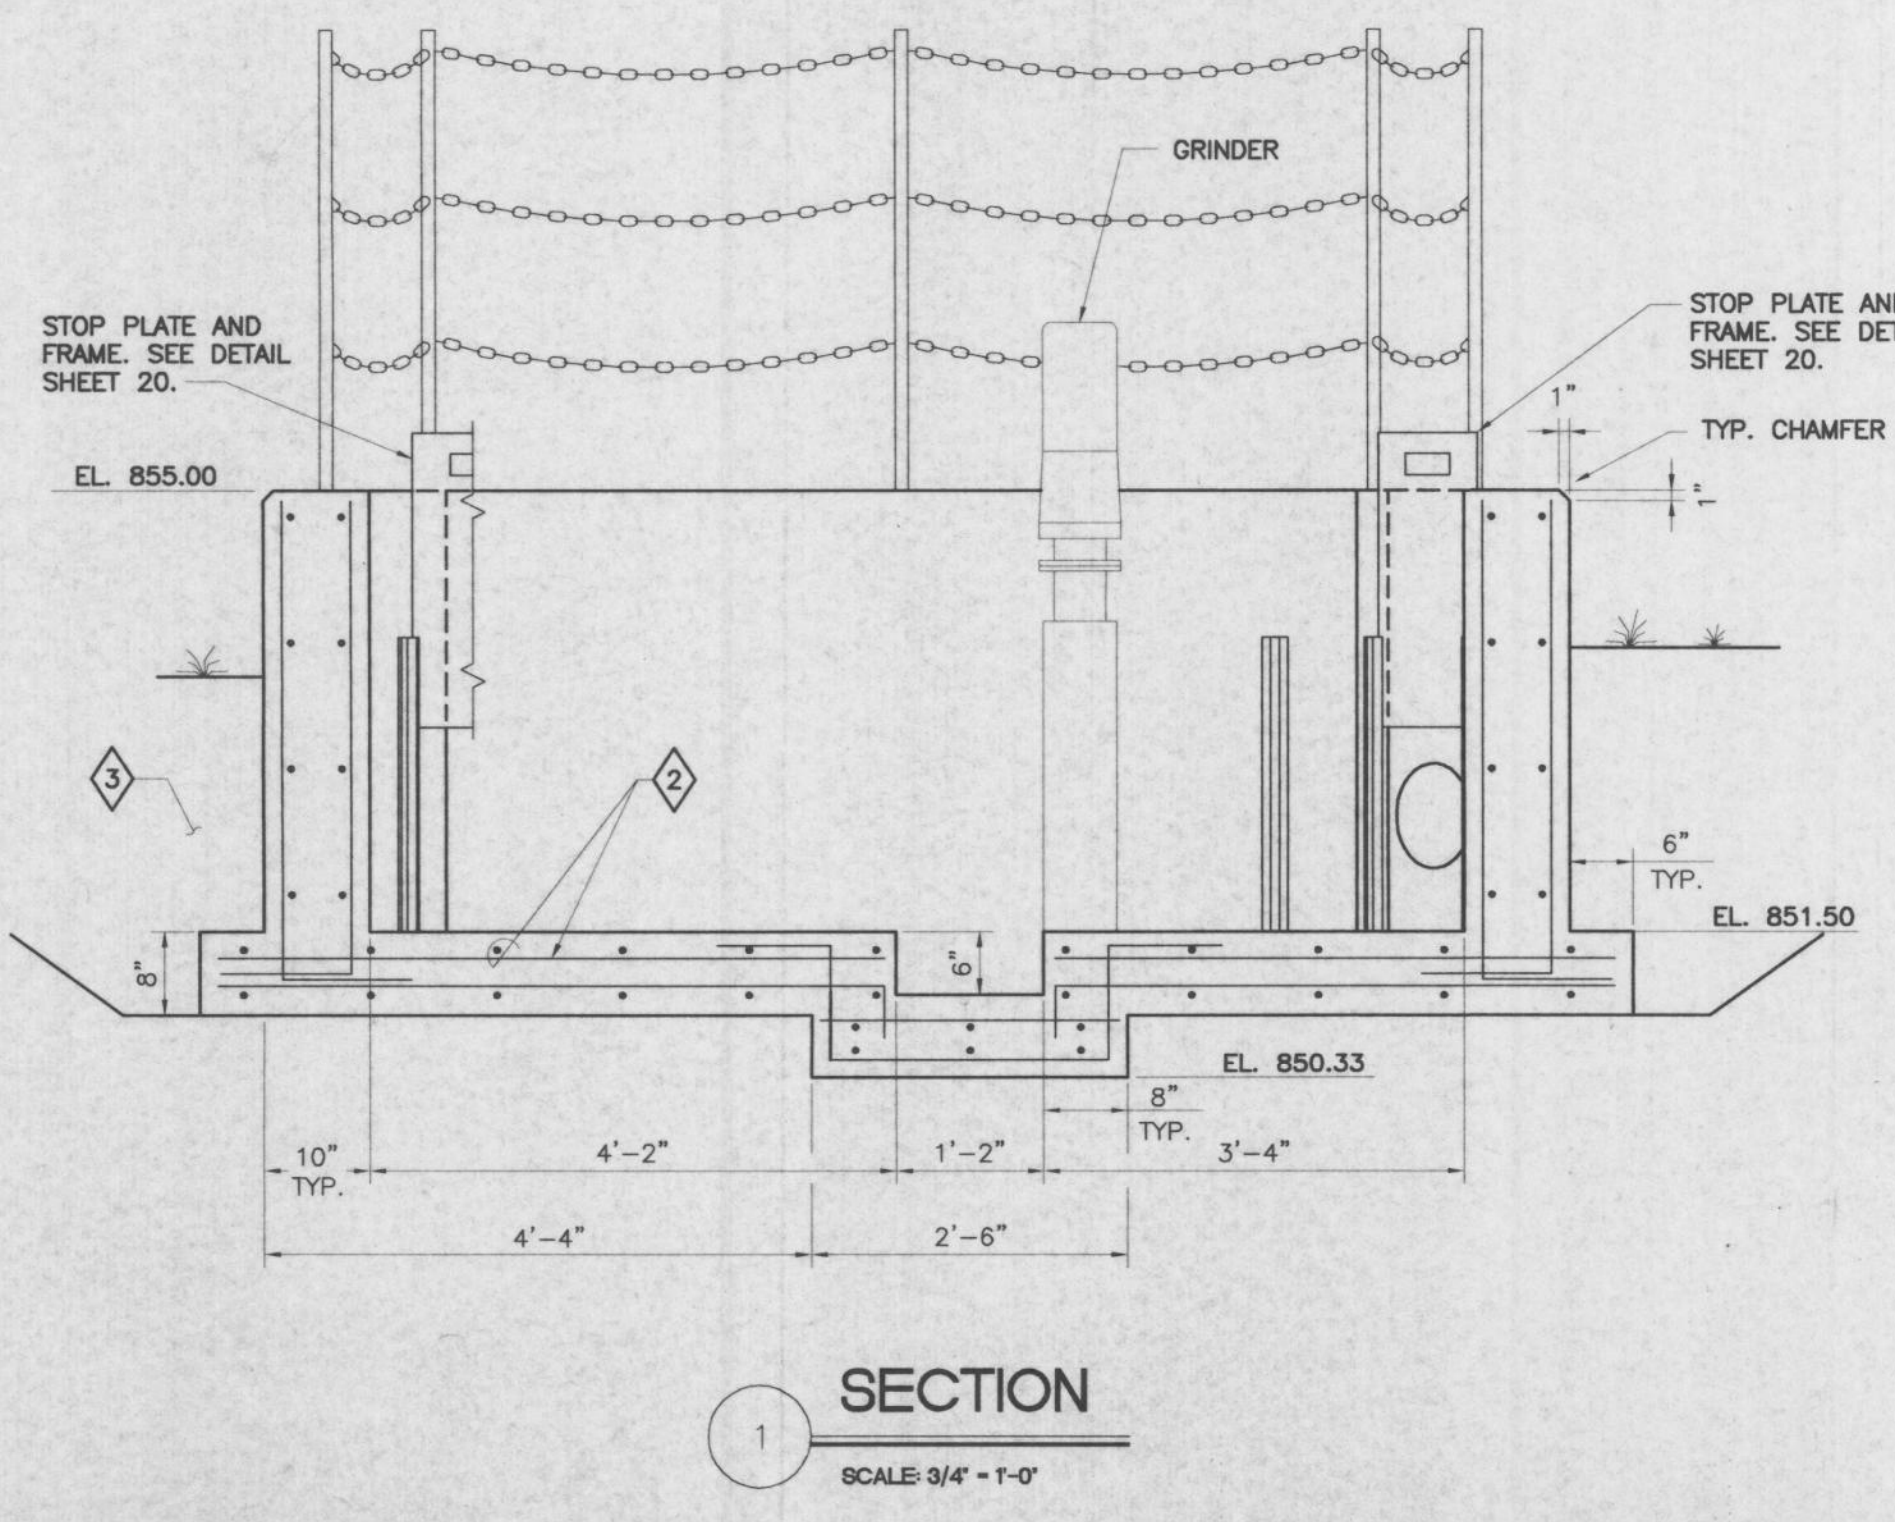 GRINDER
STOP PLATE AND
FRAME. SEE DETAIL
SHEET 20.
STOP PLATE AN
FRAME. SEE DET
SHEET 20.
1"
TYP. CHAMFER
EL. 855.00
1"
3
2
6"
TYP.
EL. 851.50
8"
6"
EL. 850.33
8"
TYP.
10"
TYP.
4'-2"
1'-2"
3'-4"
4'-4"
2'-6"
1
SECTION
SCALE: 3/4" = 1'-0"